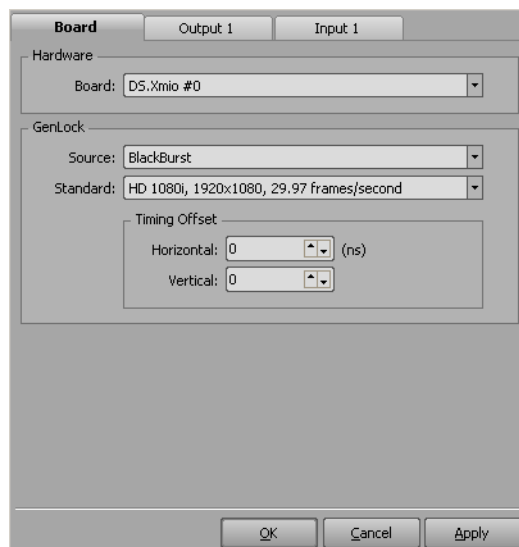 Board Output 1 Input 1
Hardware
Board: DS.Xmio #0
GenLock
Source: BlackBurst
Standard: HD 1080i, 1920x1080, 29.97 frames/second
Timing Offset
Horizontal: 0 (ns)
Vertical: 0
OK Cancel Apply